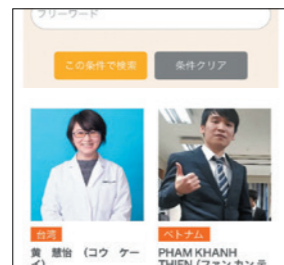 フリーワード
この条件で検索
条件クリア
台湾
黄 慧怡 (コウ ケー
イ)
ベトナム
PHAM KHANH
THIEN (ファン カン テ